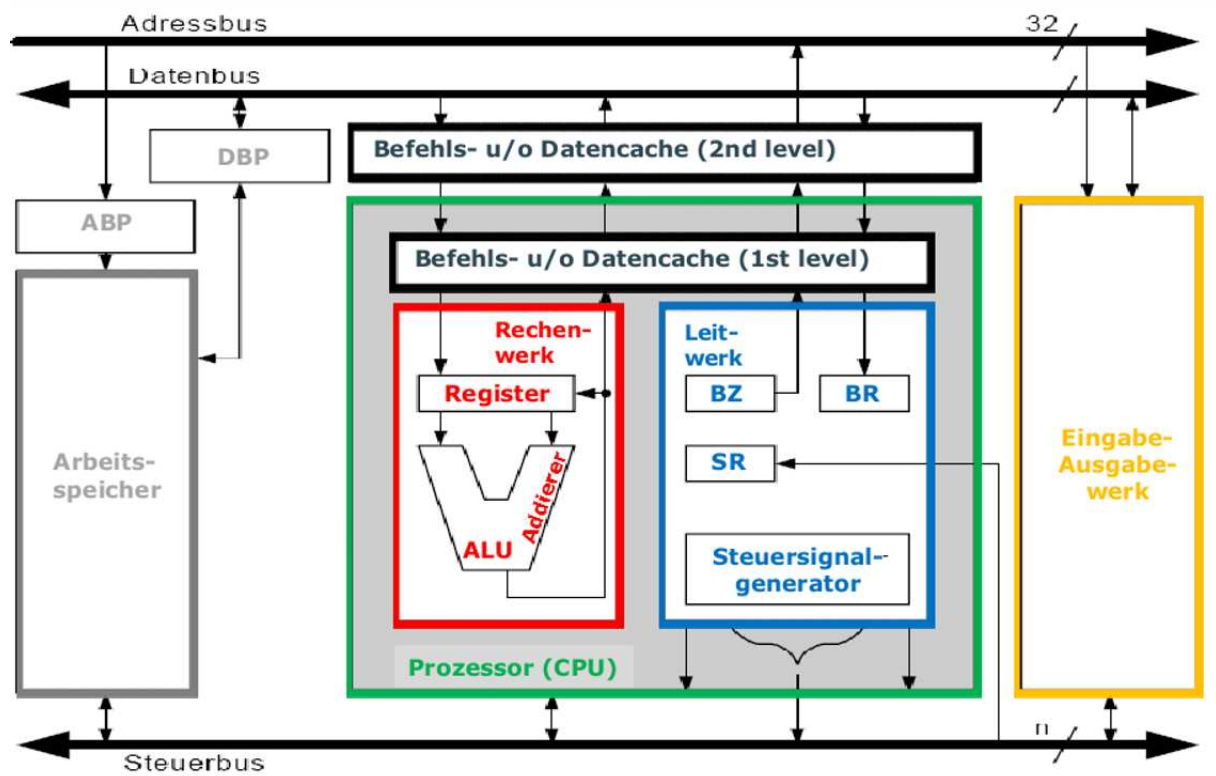 Adressbus
32
Datenbus
DBP
Befehls- u/o Datencache (2nd level)
ABP
Befehls- u/o Datencache (1st level)
Rechen-
werk
Leit-
werk
Register
BZ
BR
Addierer
SR
ALU
Steuersignal-
generator
Arbeits-
speicher
Eingabe-
Ausgabe-
werk
Prozessor (CPU)
n
Steuerbus